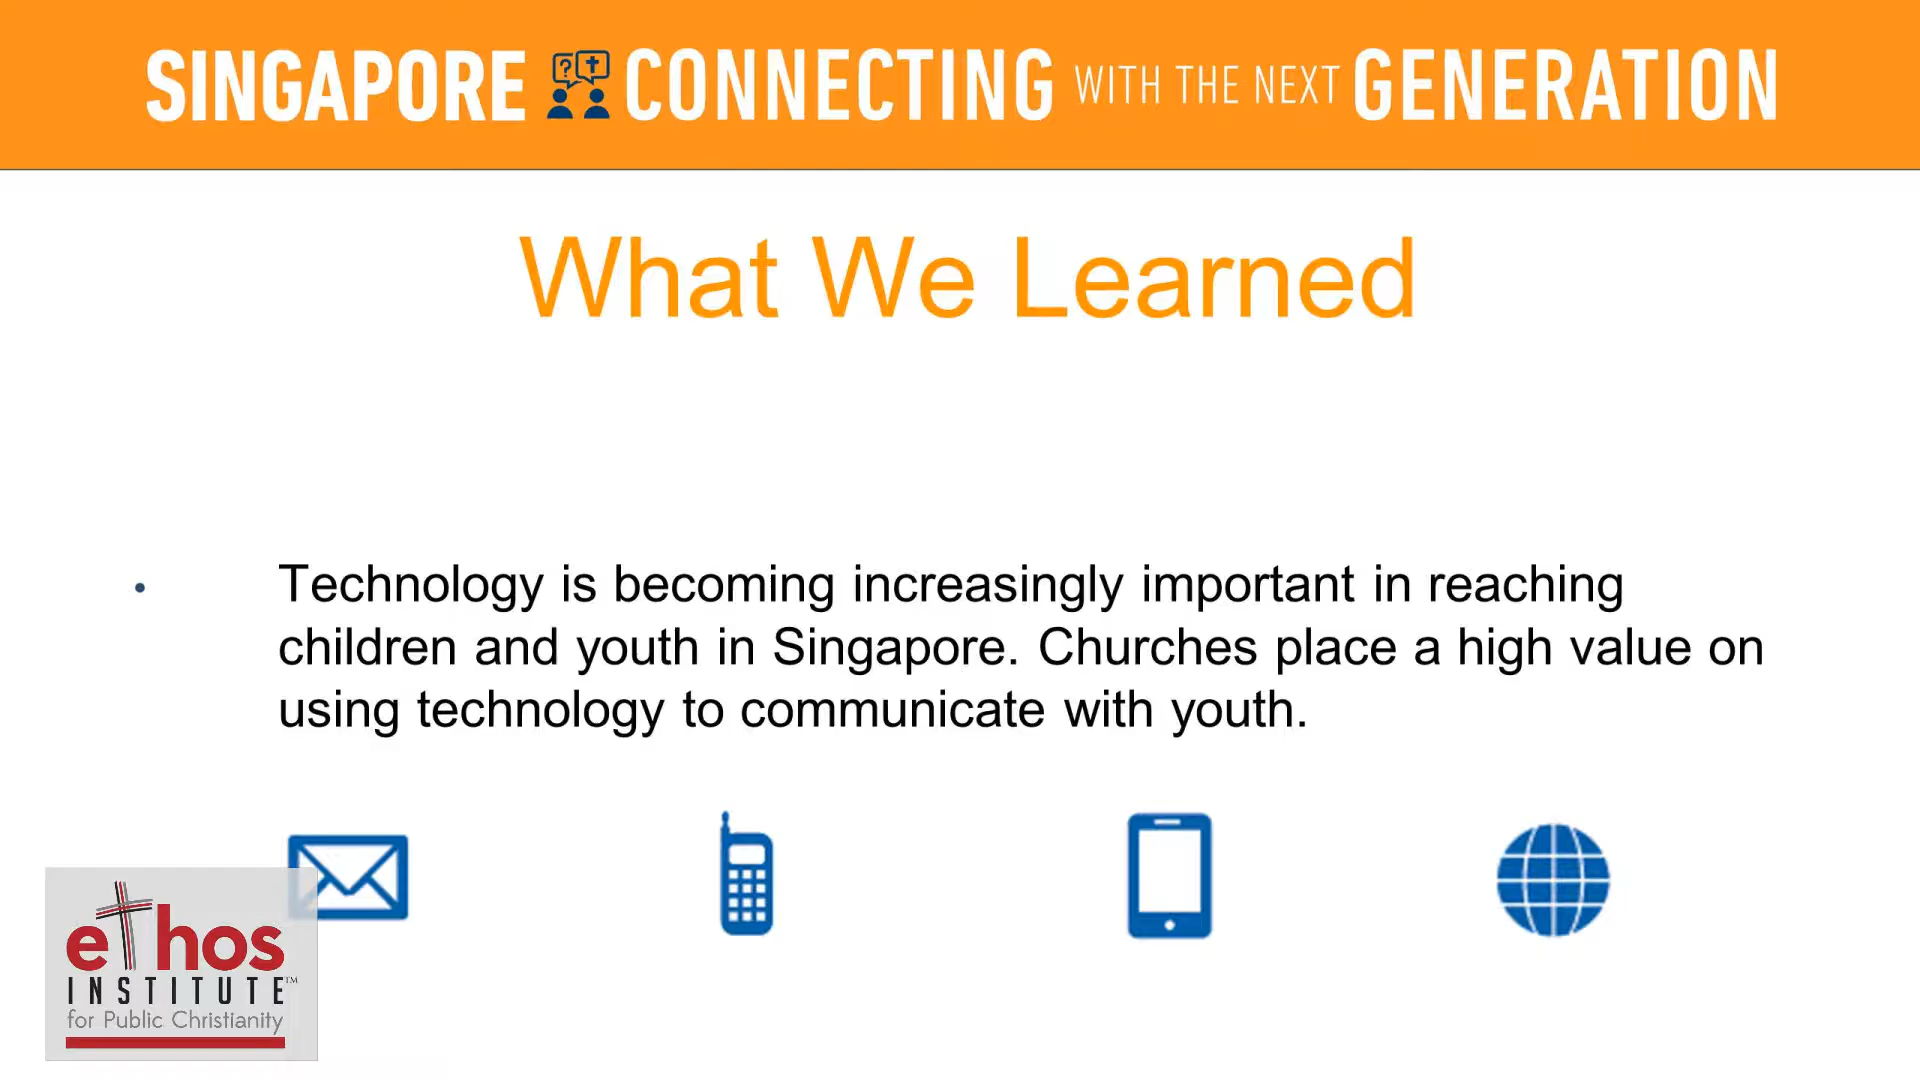 SINGAPORE CONNECTING WITH THE NEXT GENERATION
What We Learned
• Technology is becoming increasingly important in reaching
children and youth in Singapore. Churches place a high value on
using technology to communicate with youth.
ethos
INSTITUTE™
for Public Christianity